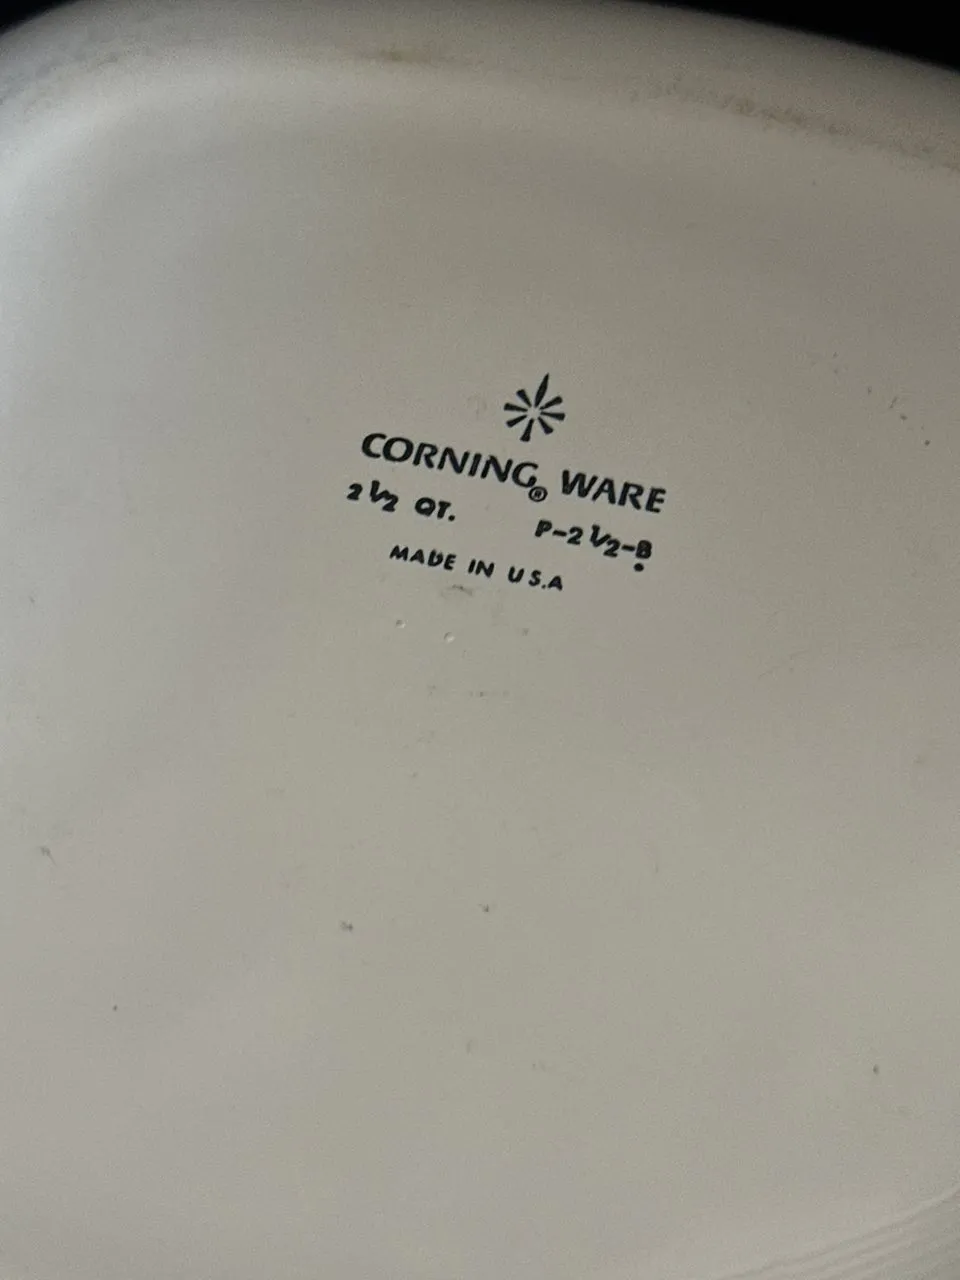 CORNING® WARE
2 1/2 QT. P-2 1/2-B
MADE IN U.S.A